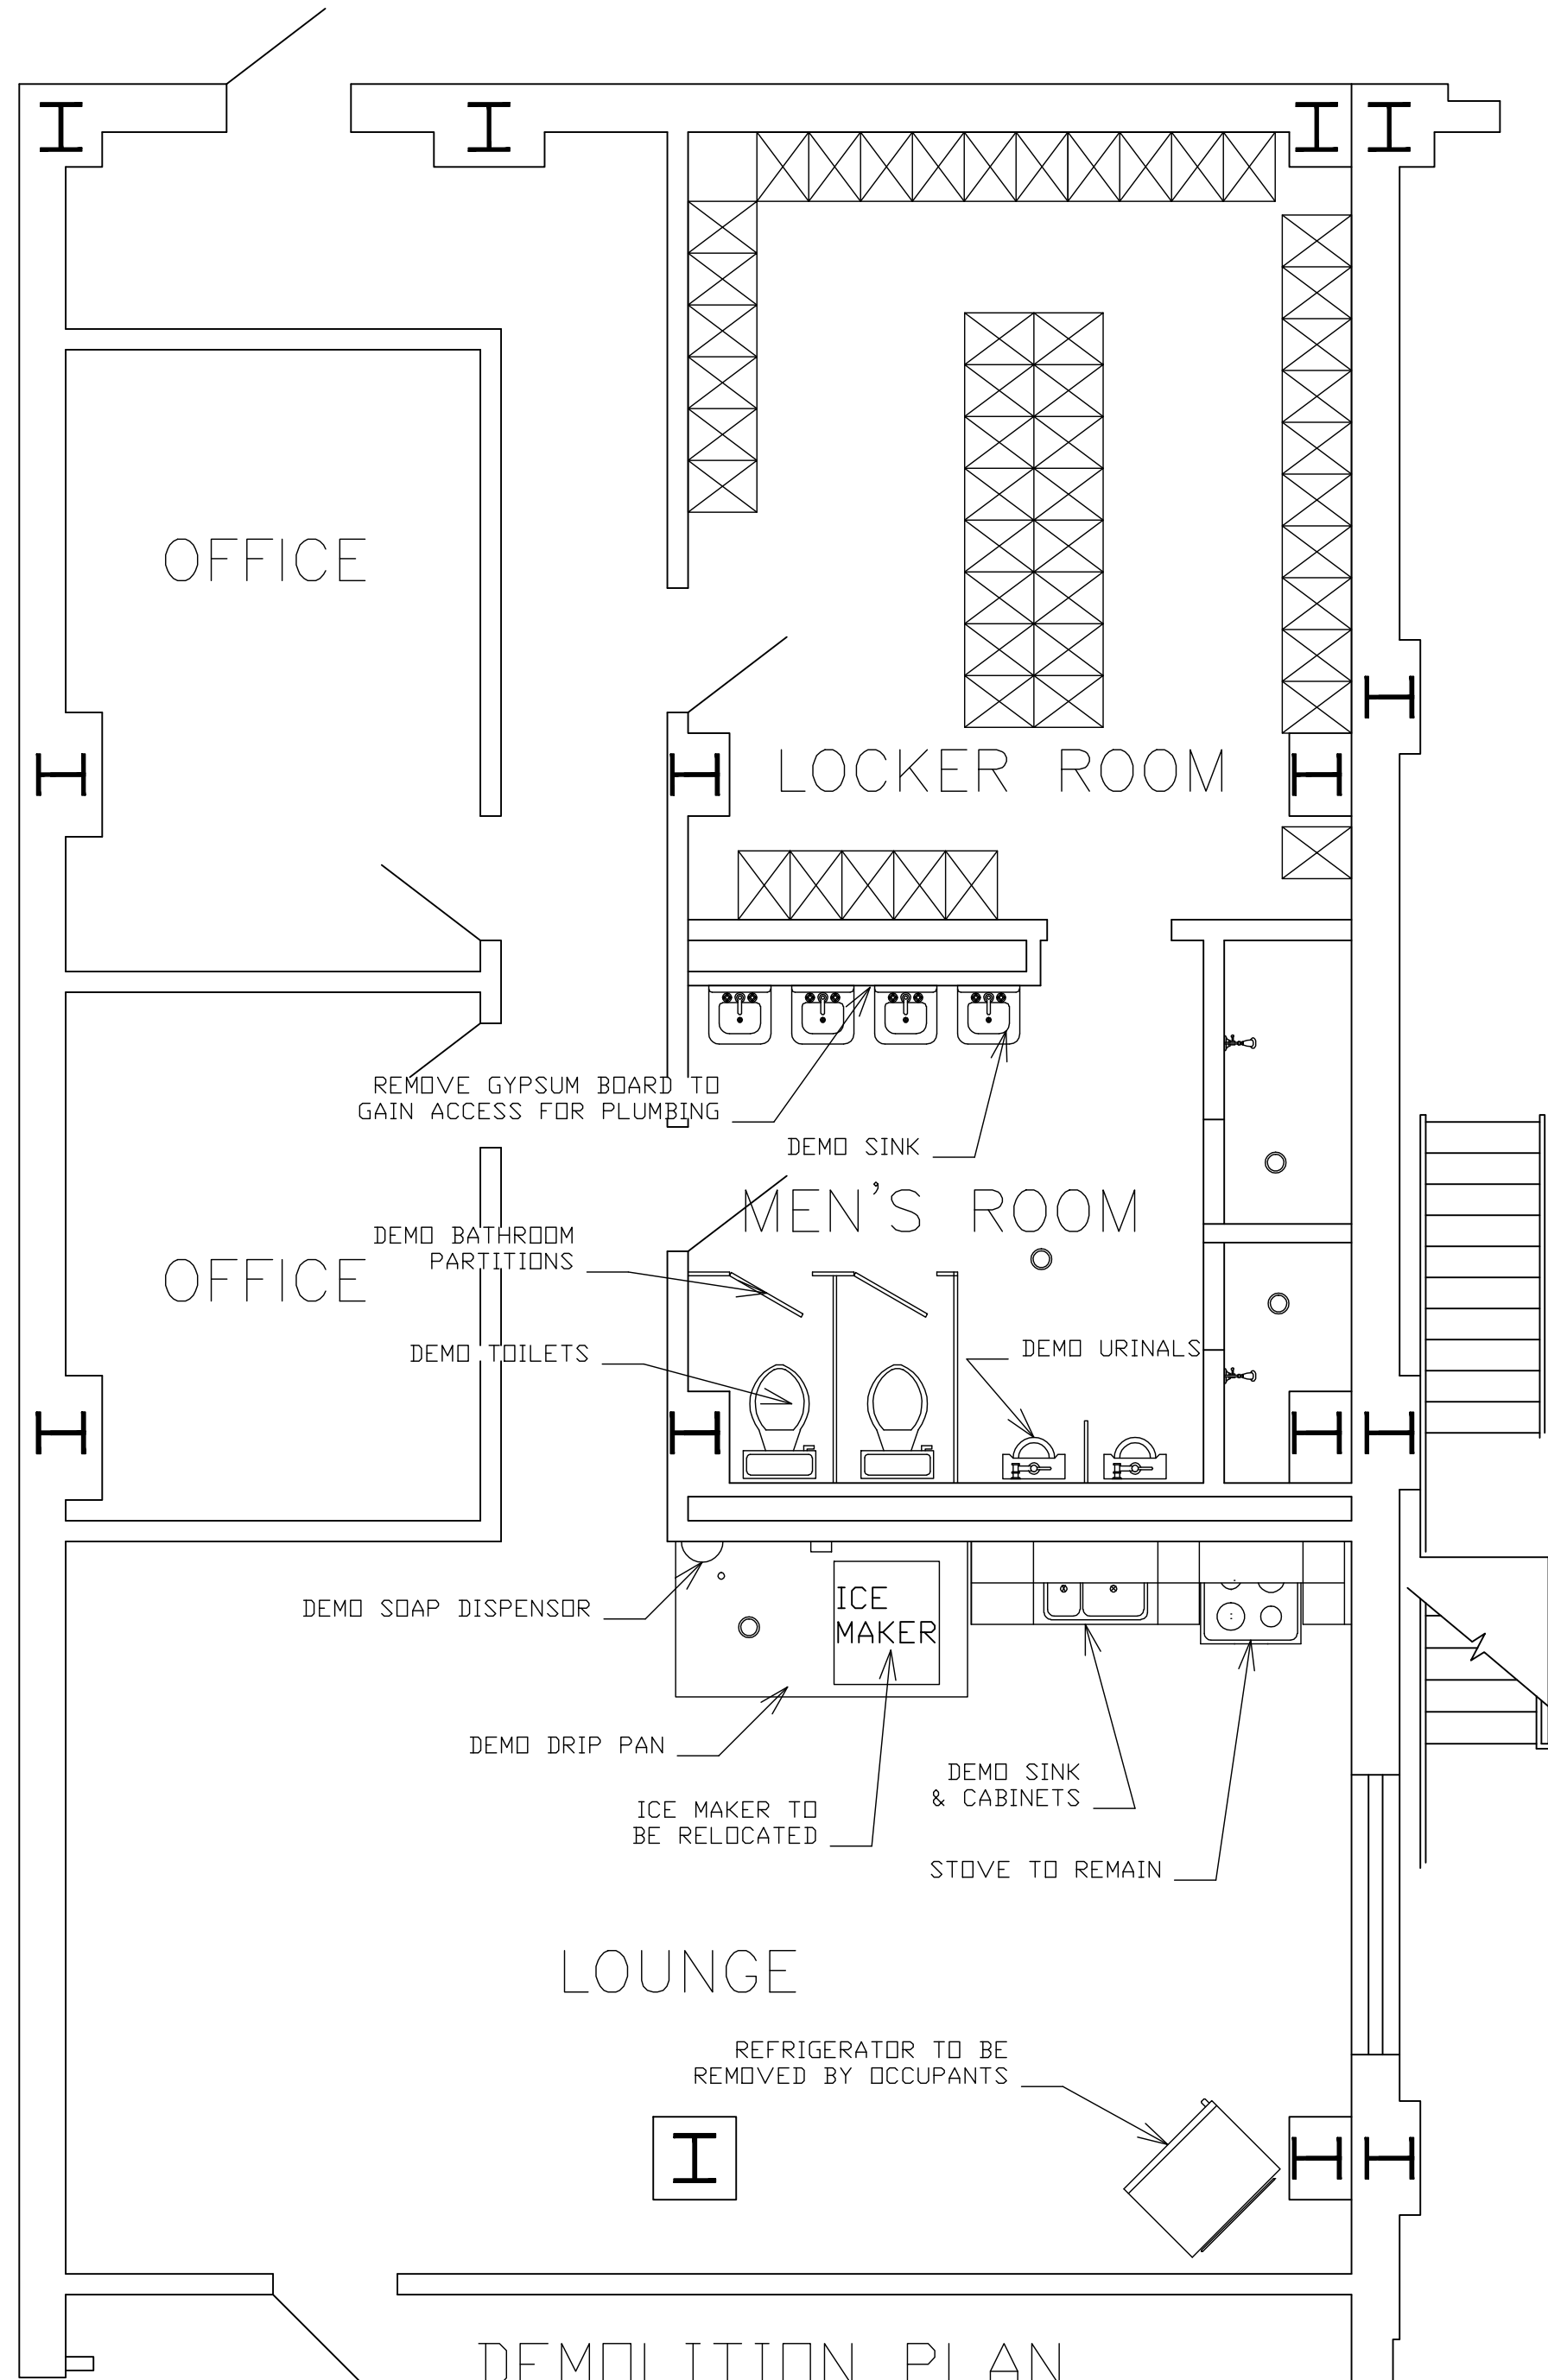 OFFICE
LOCKER ROOM
REMOVE GYPSUM BOARD TO
GAIN ACCESS FOR PLUMBING
DEMO SINK
MEN'S ROOM
DEMO BATHROOM
PARTITIONS
OFFICE
DEMO TOILETS
DEMO URINALS
ICE
MAKER
DEMO SOAP DISPENSOR
DEMO DRIP PAN
DEMO SINK
& CABINETS
ICE MAKER TO
BE RELOCATED
STOVE TO REMAIN
LOUNGE
REFRIGERATOR TO BE
REMOVED BY OCCUPANTS
DEMOLITION PLAN